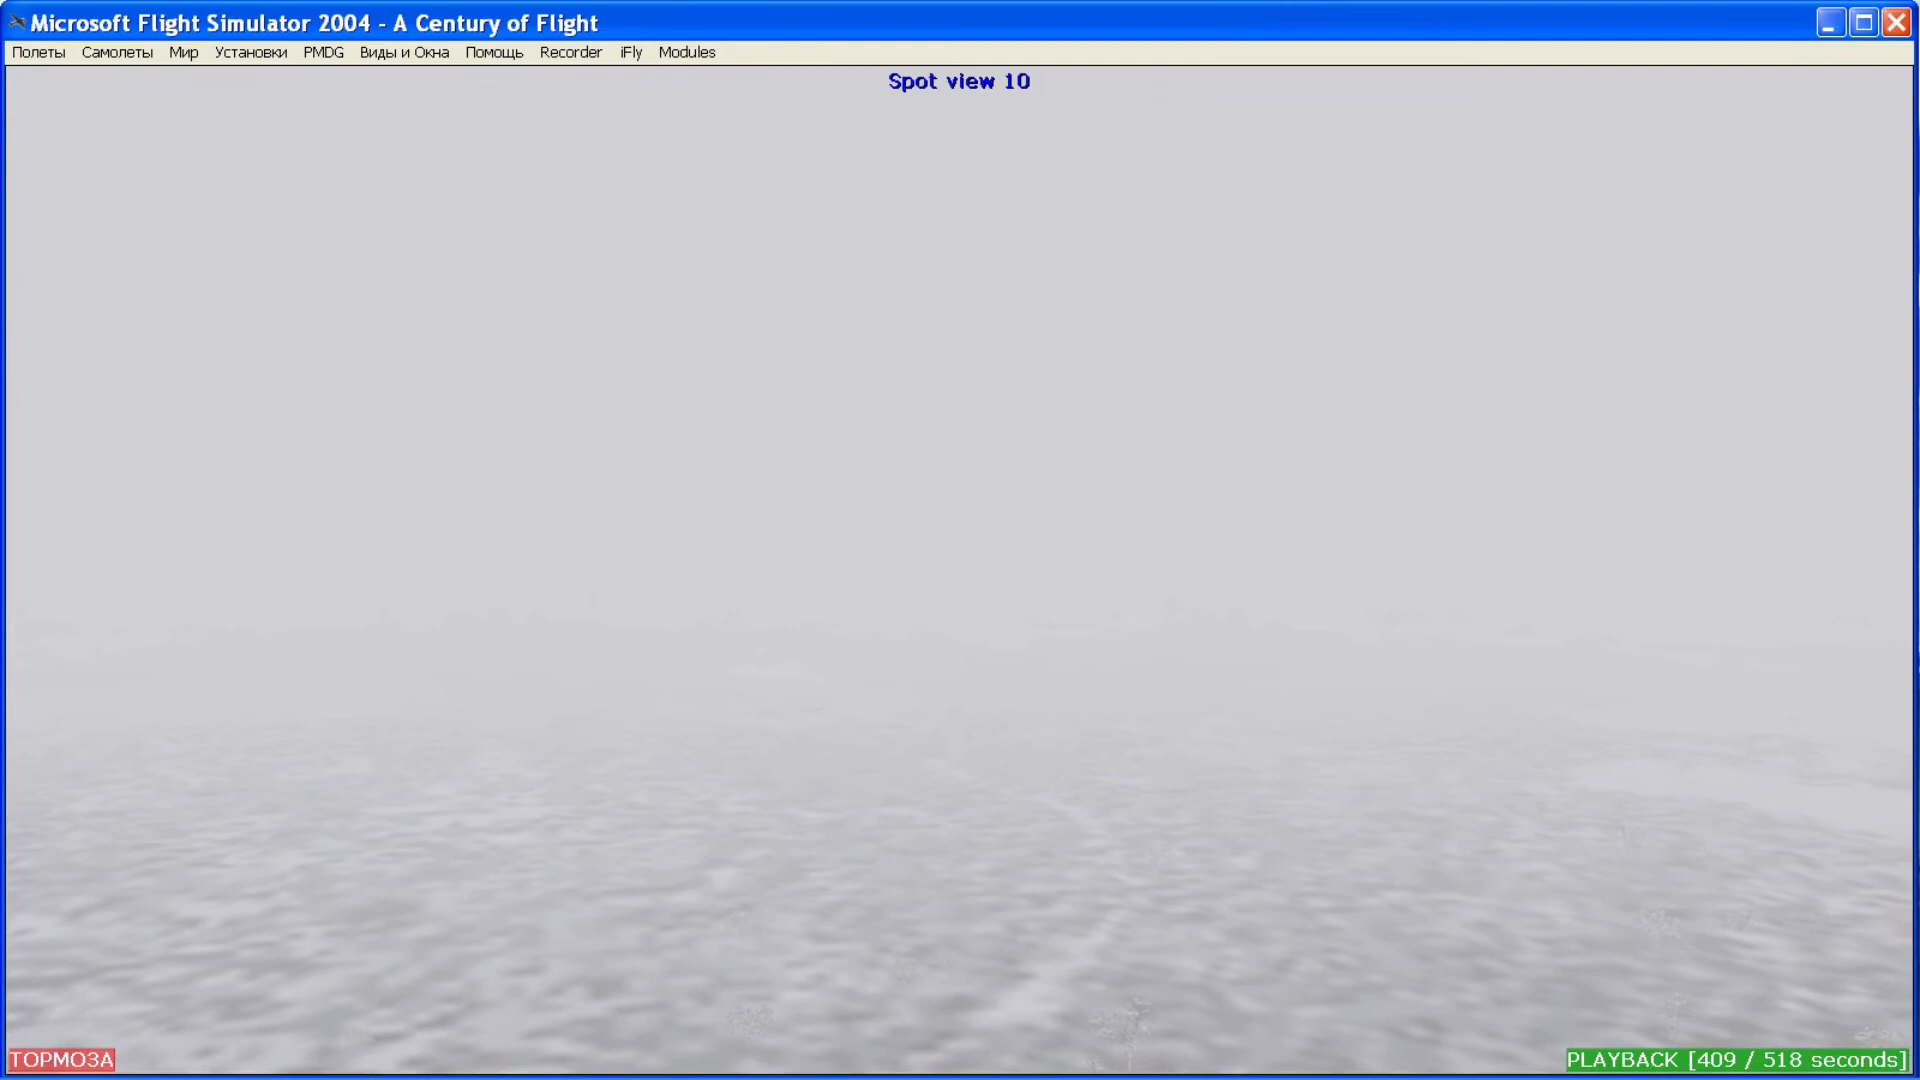 Microsoft Flight Simulator 2004 - A Century of Flight
Полеты Самолеты Мир Установки PMDG Виды и Окна Помощь Recorder iFly Modules
Spot view 10
ТОРМОЗА
PLAYBACK [409 / 518 seconds]